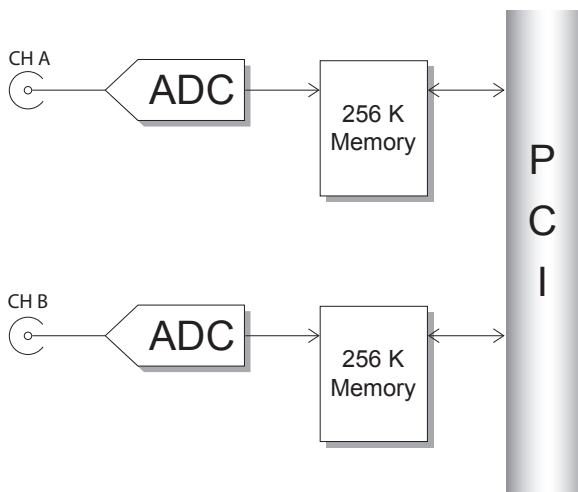 CH A
ADC
256 K
Memory
CH B
ADC
256 K
Memory
P
C
I